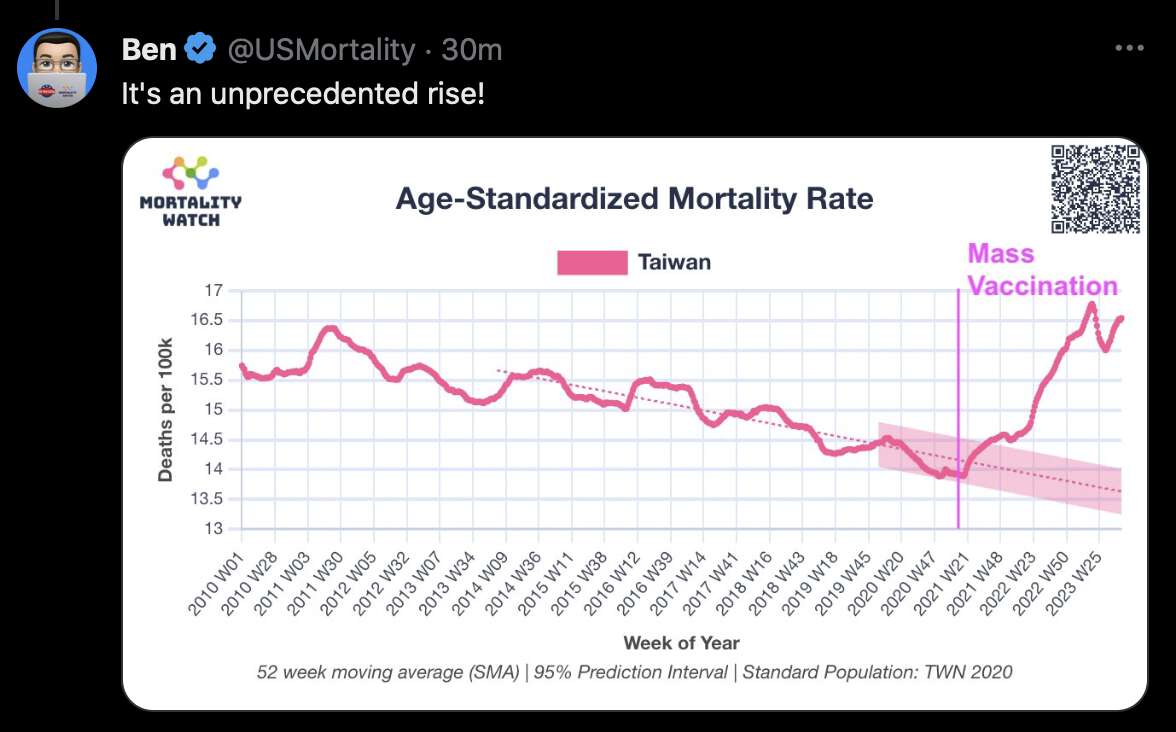 Ben @USMortality · 30m
It's an unprecedented rise!
MORTALITY
WATCH
Age-Standardized Mortality Rate
Taiwan
Mass
Vaccination
Deaths per 100k
17
16.5
16
15.5
15
14.5
14
13.5
13
2010 W01
2010 W28
2011 W03
2011 W30
2012 W05
2012 W32
2013 W07
2013 W34
2014 W09
2014 W36
2015 W11
2015 W38
2016 W12
2016 W39
2017 W14
2017 W41
2018 W16
2018 W43
2019 W18
2019 W45
2020 W20
2020 W47
2021 W21
2021 W48
2022 W23
2022 W50
2023 W25
Week of Year
52 week moving average (SMA) | 95% Prediction Interval | Standard Population: TWN 2020